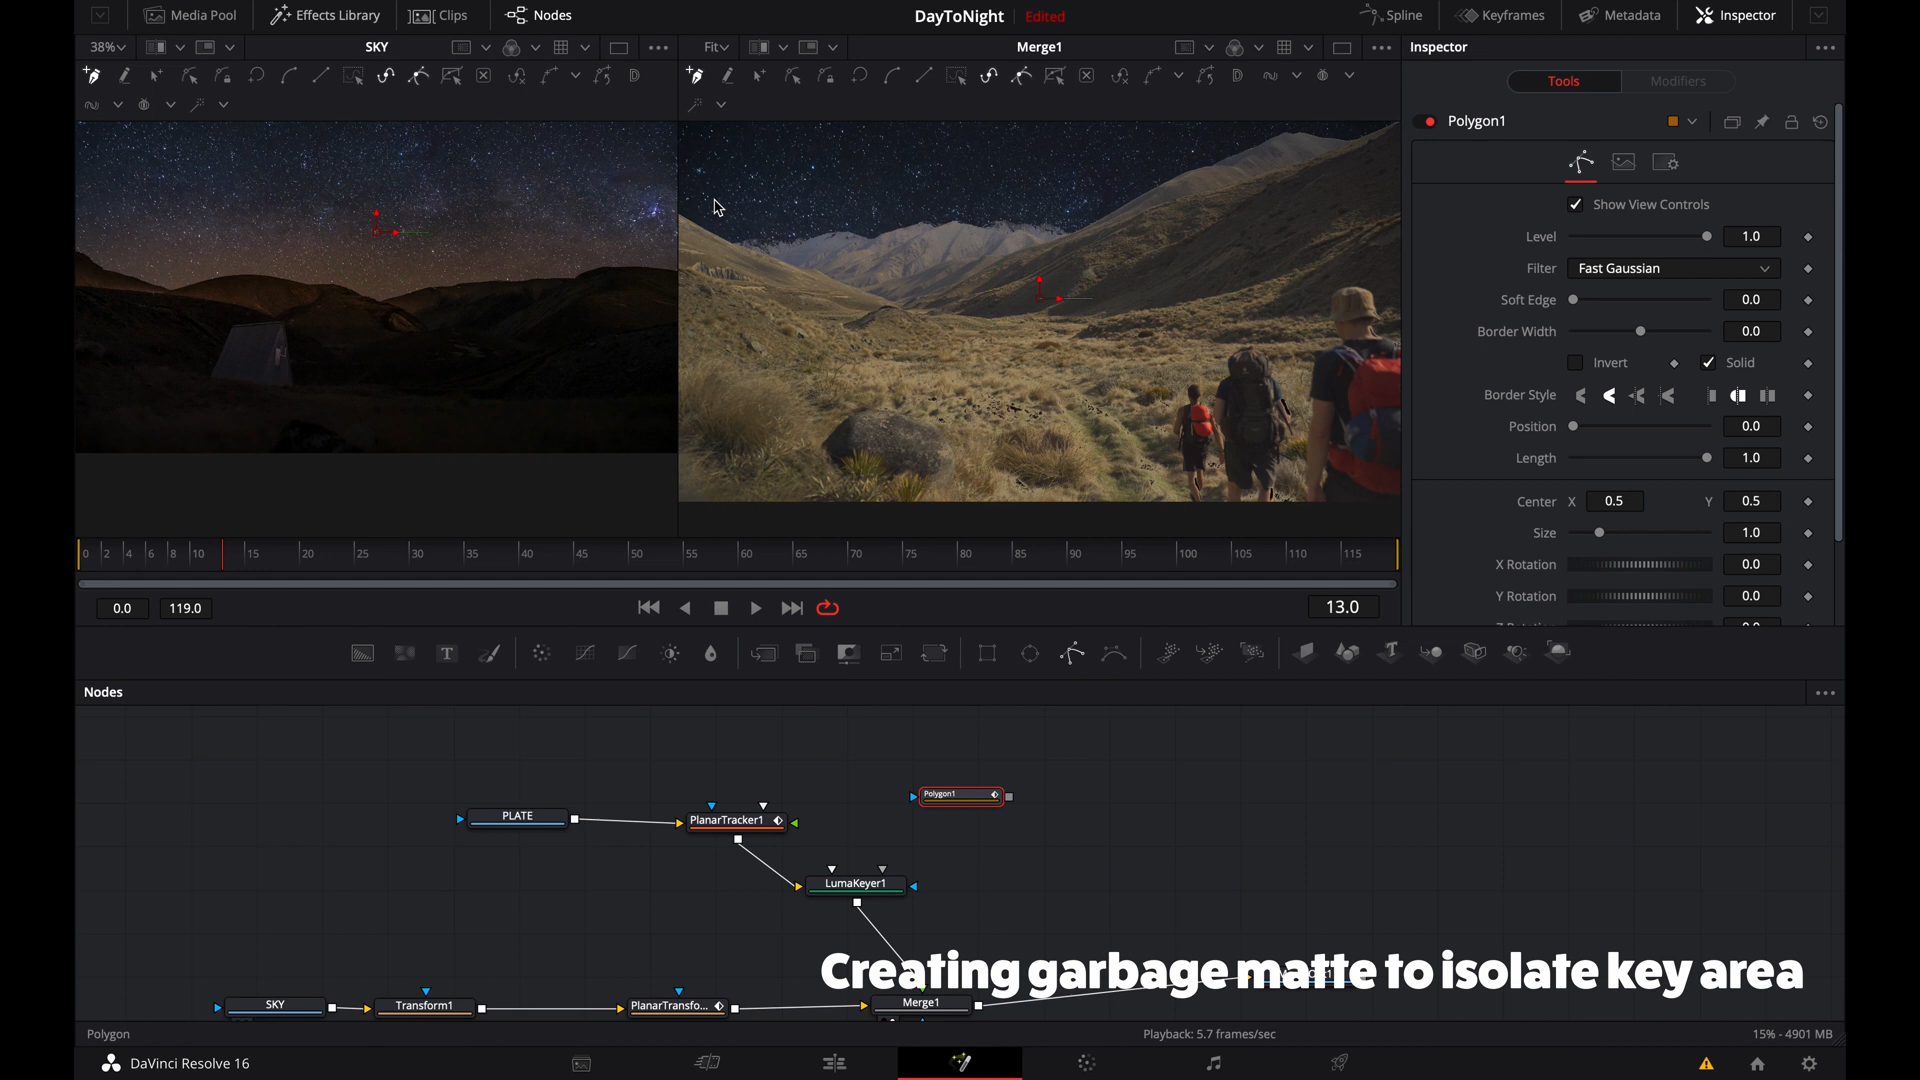 Media Pool Effects Library Clips Nodes DayToNight Edited Spline Keyframes Metadata Inspector
38% SKY Fit Merge1 Inspector
Tools Modifiers
Polygon1
Show View Controls
Level 1.0
Filter Fast Gaussian
Soft Edge 0.0
Border Width 0.0
Invert Solid
Border Style
Position 0.0
Length 1.0
Center X 0.5 Y 0.5
Size 1.0
X Rotation 0.0
Y Rotation 0.0
0 2 4 6 8 10 15 20 25 30 35 40 45 50 55 60 65 70 75 80 85 90 95 100 105 110 115
0.0 119.0 13.0
Nodes
Polygon1
PLATE PlanarTracker1
LumaKeyer1
Creating garbage matte to isolate key area
SKY Transform1 PlanarTransfo... Merge1
Polygon Playback: 5.7 frames/sec 15% - 4901 MB
DaVinci Resolve 16